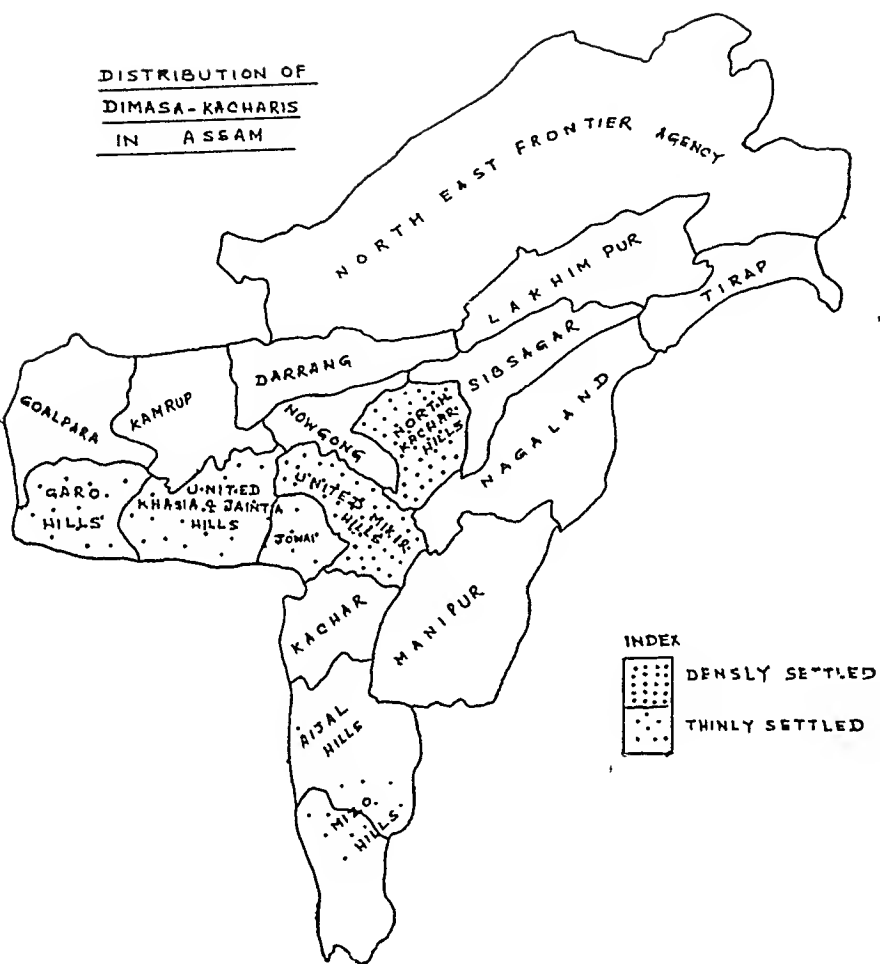 DISTRIBUTION OF
DIMASA-KACHARIS
IN ASSAM
NORTH EAST FRONTIER AGENCY
LAKHIMPUR
TIRAP
SIBSAGAR
DARRANG
GOALPARA
KAMRUP
NOWGONG
NORTH
KACHAR
HILLS
NAGALAND
GARO
HILLS
UNITED
KHASIA & JAINTIA
HILLS
UNITED MIKIR
HILLS
JOWAI
KACHAR
MANIPUR
AIJAL
HILLS
MIZO
HILLS
INDEX
DENSLY SETTLED
THINLY SETTLED